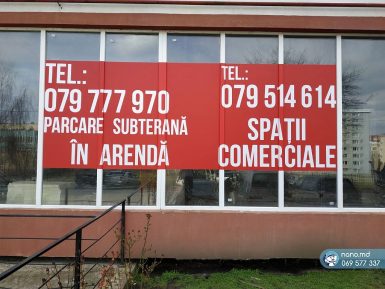 TEL.:
079 777 970
PARCARE SUBTERANĂ
ÎN ARENDĂ
TEL.:
079 514 614
SPAȚII
COMERCIALE
nano.md
069 577 337